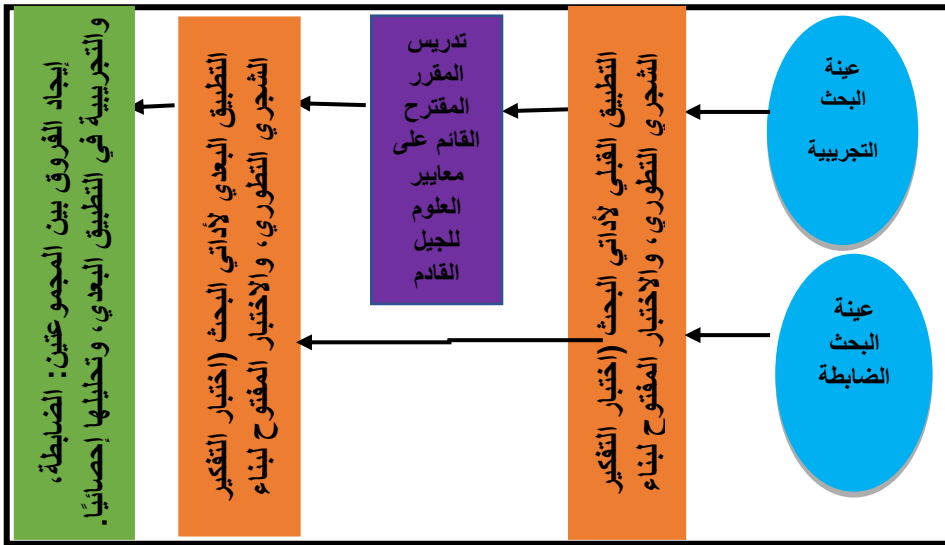 عينة
البحث
التجريبية
عينة
البحث
الضابطة
التطبيق القبلي لأداتي البحث (اختبار التفكير
الشجري التطوري، والاختبار المفتوح لبناء
تدريس
المقرر
المقترح
القائم على
معايير
العلوم
للجيل
القادم
التطبيق البعدي لأداتي البحث (اختبار التفكير
الشجري التطوري، والاختبار المفتوح لبناء
إيجاد الفروق بين المجموعتين: الضابطة،
والتجريبية في التطبيق البعدي، وتحليلها إحصائيًا.